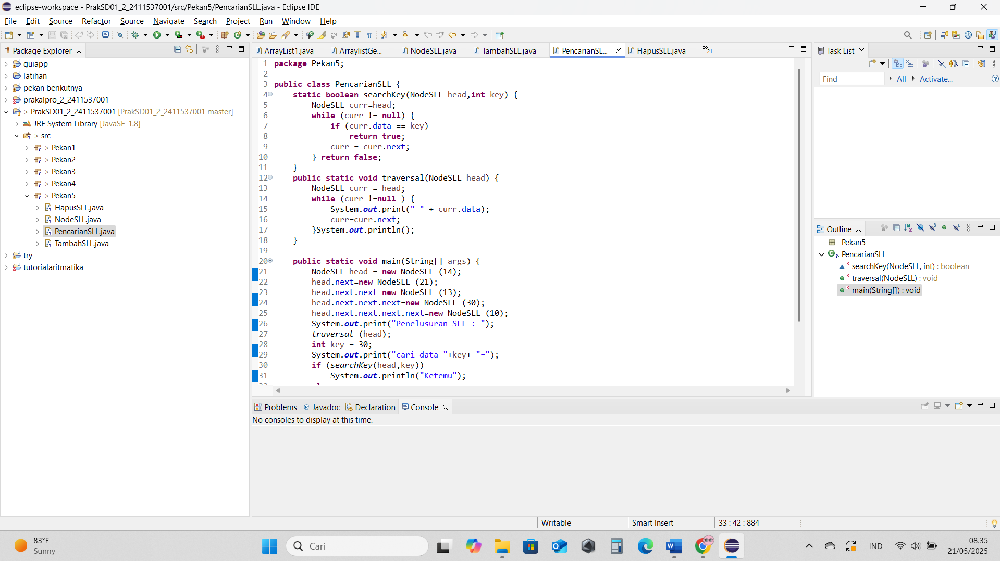 eclipse-workspace - PrakSD01_2_2411537001/src/Pekan5/PencarianSLL.java - Eclipse IDE
File Edit Source Refactor Source Navigate Search Project Run Window Help
Package Explorer
guiapp
latihan
pekan berikutnya
prakalpro_2_2411537001
> PrakSD01_2_2411537001 [PrakSD01_2_2411537001 master]
JRE System Library [JavaSE-1.8]
> src
> Pekan1
> Pekan2
> Pekan3
> Pekan4
> Pekan5
HapusSLL.java
NodeSLL.java
PencarianSLL.java
TambahSLL.java
try
tutorialaritmatika
ArrayList1.java ArraylistGe... NodeSLL.java TambahSLL.java PencarianSL... HapusSLL.java »21
1 package Pekan5;
2
3 public class PencarianSLL {
4 static boolean searchKey(NodeSLL head,int key) {
5 NodeSLL curr=head;
6 while (curr != null) {
7 if (curr.data == key)
8 return true;
9 curr = curr.next;
10 } return false;
11 }
12 public static void traversal(NodeSLL head) {
13 NodeSLL curr = head;
14 while (curr !=null ) {
15 System.out.print(" " + curr.data);
16 curr=curr.next;
17 }System.out.println();
18 }
19
20 public static void main(String[] args) {
21 NodeSLL head = new NodeSLL (14);
22 head.next=new NodeSLL (21);
23 head.next.next=new NodeSLL (13);
24 head.next.next.next=new NodeSLL (30);
25 head.next.next.next.next=new NodeSLL (10);
26 System.out.print("Penelusuran SLL : ");
27 traversal (head);
28 int key = 30;
29 System.out.print("cari data "+key+ "=");
30 if (searchKey(head,key))
31 System.out.println("Ketemu");
Task List
Find All Activate...
Outline
Pekan5
PencarianSLL
searchKey(NodeSLL, int) : boolean
traversal(NodeSLL) : void
main(String[]) : void
Problems @ Javadoc Declaration Console
No consoles to display at this time.
Writable Smart Insert 33 : 42 : 884
83°F
Sunny
Cari
IND
08.35
21/05/2025